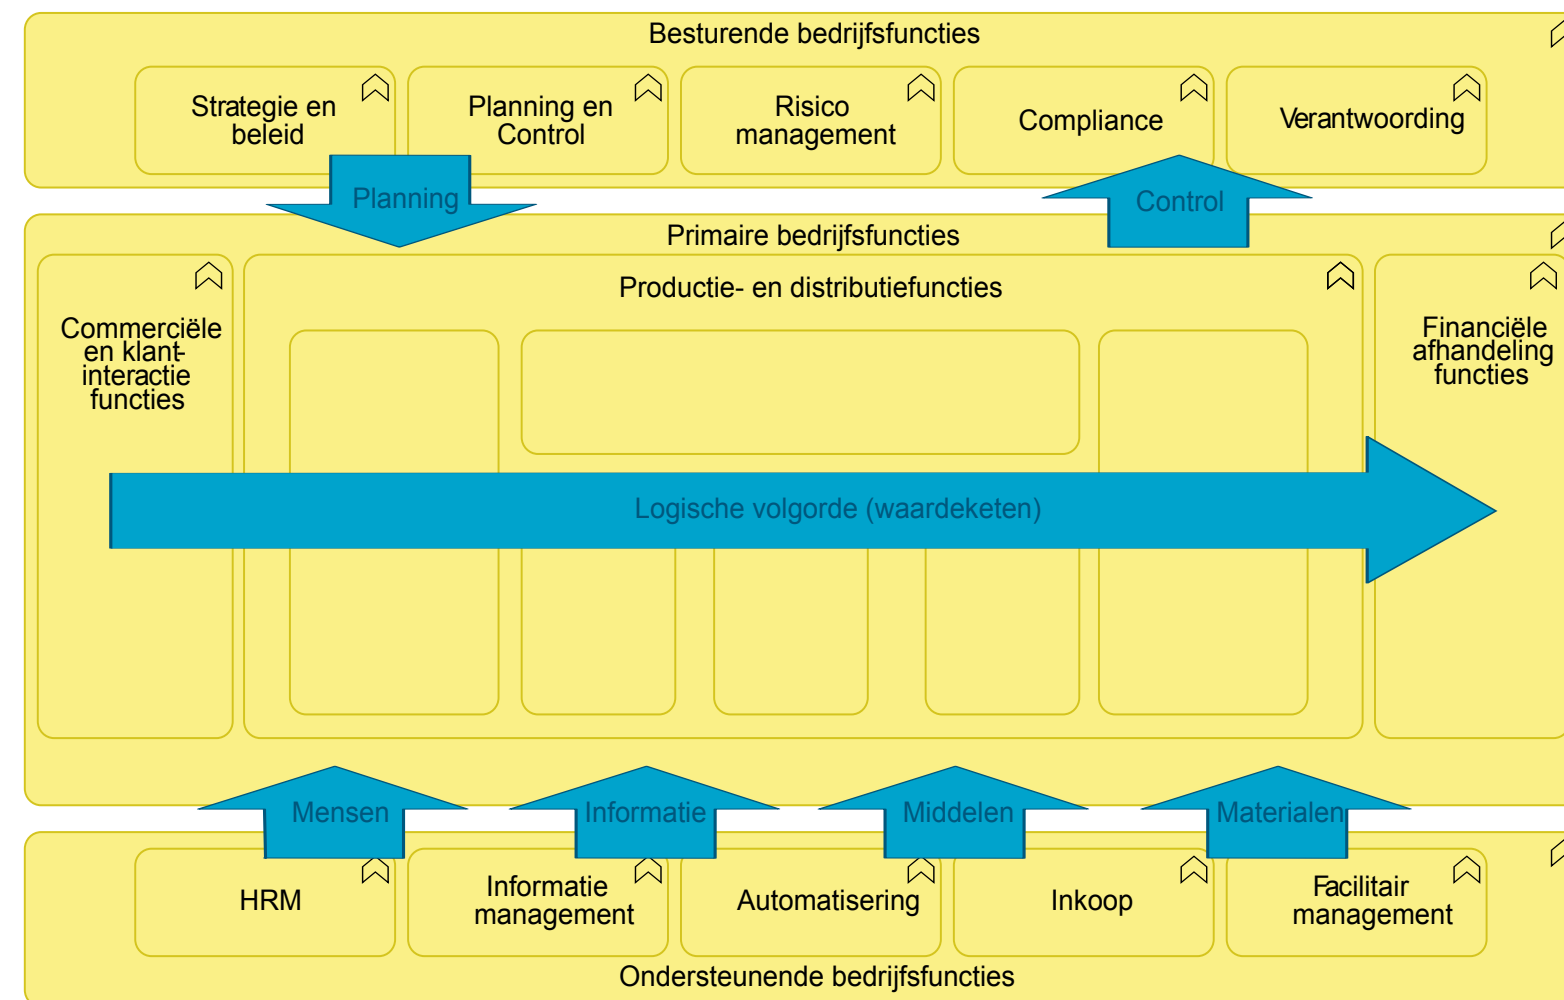 Besturende bedrijfsfuncties
Strategie en
beleid
Planning en
Control
Risico
management
Compliance
Verantwoording
Planning
Control
Primaire bedrijfsfuncties
Productie- en distributiefuncties
Commerciële
en klant-
interactie
functies
Financiële
afhandeling
functies
Logische volgorde (waardeketen)
Mensen
Informatie
Middelen
Materialen
HRM
Informatie
management
Automatisering
Inkoop
Facilitair
management
Ondersteunende bedrijfsfuncties